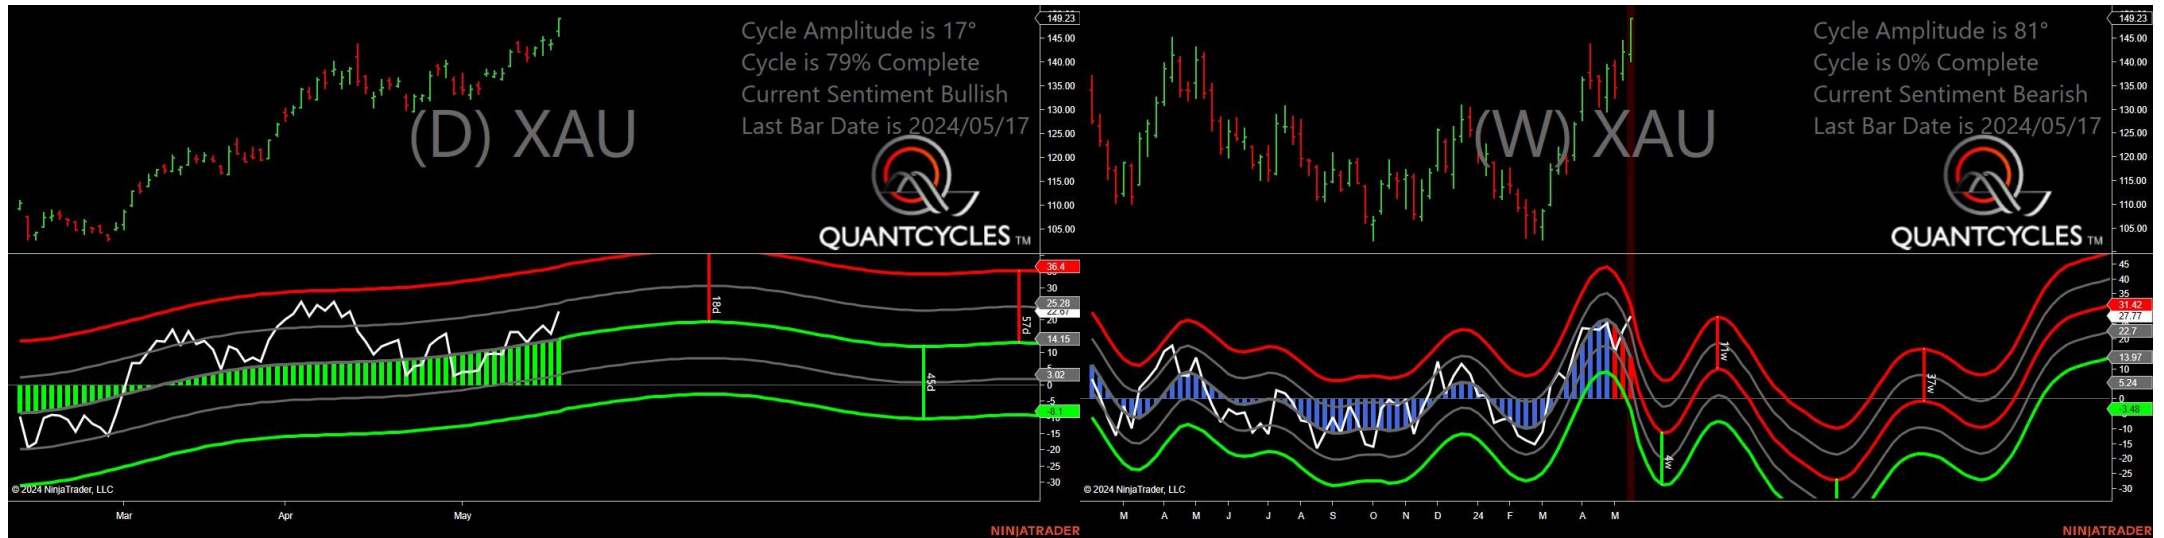 Cycle Amplitude is 17°
Cycle is 79% Complete
Current Sentiment Bullish
Last Bar Date is 2024/05/17
(D) XAU
QUANTCYCLES TM
149.23
145.00
140.00
135.00
130.00
125.00
120.00
115.00
110.00
105.00
36.4
25.28
22.67
20
14.15
10
3.02
0
-5
-8.1
-10
-15
-20
-25
-30
18d
45d
57d
© 2024 NinjaTrader, LLC
Mar
Apr
May
NINJATRADER
Cycle Amplitude is 81°
Cycle is 0% Complete
Current Sentiment Bearish
Last Bar Date is 2024/05/17
(W) XAU
QUANTCYCLES TM
149.23
145.00
140.00
135.00
130.00
125.00
120.00
115.00
110.00
105.00
45
40
35
31.42
27.77
22.7
20
13.97
10
5.24
0
-3.48
-10
-15
-20
-25
-30
4w
11w
37w
© 2024 NinjaTrader, LLC
M A M J J A S O N D 24 F M A M
NINJATRADER